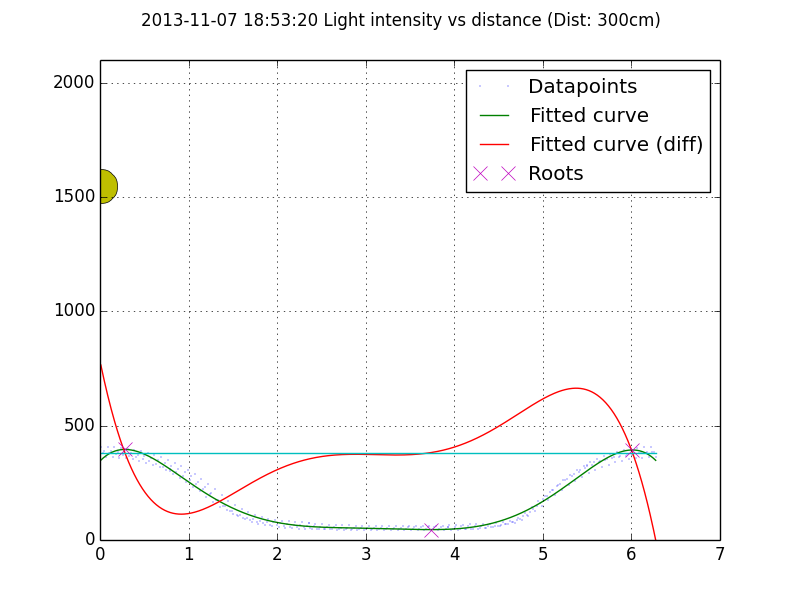 2013-11-07 18:53:20 Light intensity vs distance (Dist: 300cm)
Datapoints
Fitted curve
Fitted curve (diff)
Roots
2000
1500
1000
500
0
0 1 2 3 4 5 6 7